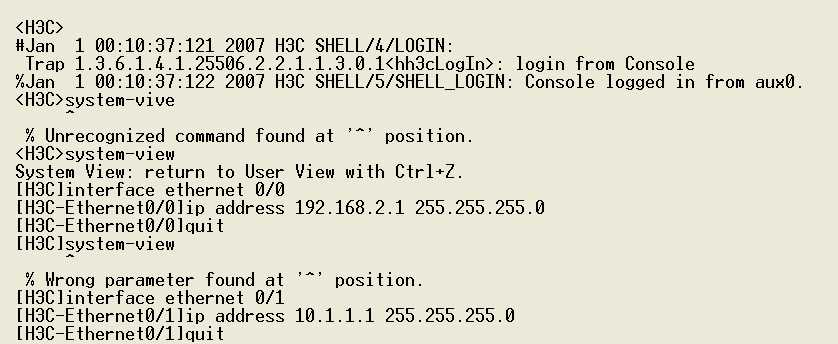 <H3C>
#Jan  1 00:10:37:121 2007 H3C SHELL/4/LOGIN:
 Trap 1.3.6.1.4.1.25506.2.2.1.1.3.0.1<hh3cLogIn>: login from Console
%Jan  1 00:10:37:122 2007 H3C SHELL/5/SHELL_LOGIN: Console logged in from aux0.
<H3C>system-vive
     ^
 % Unrecognized command found at '^' position.
<H3C>system-view
System View: return to User View with Ctrl+Z.
[H3C]interface ethernet 0/0
[H3C-Ethernet0/0]ip address 192.168.2.1 255.255.255.0
[H3C-Ethernet0/0]quit
[H3C]system-view
     ^
 % Wrong parameter found at '^' position.
[H3C]interface ethernet 0/1
[H3C-Ethernet0/1]ip address 10.1.1.1 255.255.255.0
[H3C-Ethernet0/1]quit